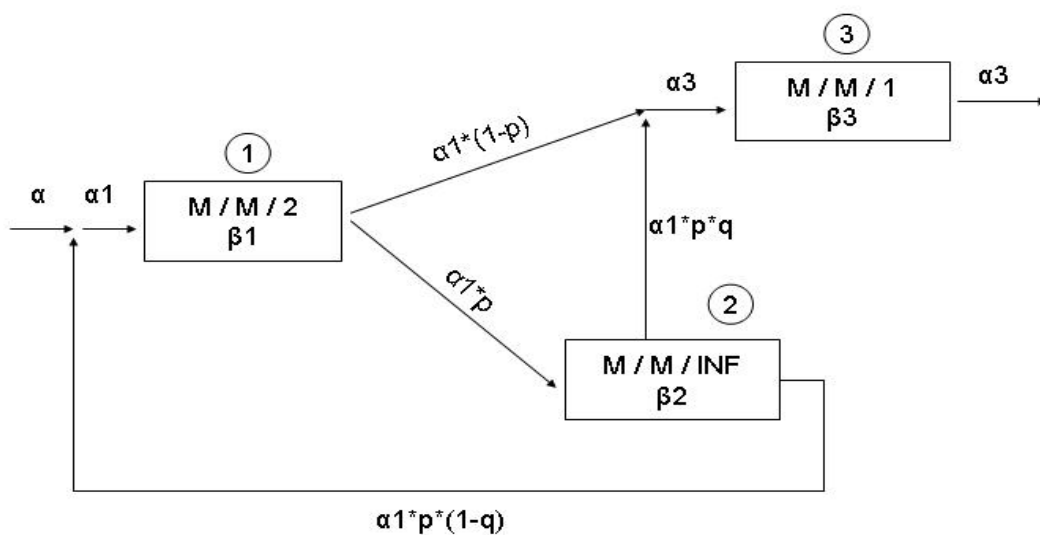 3
M / M / 1
β3
α3
α3
α1*(1-p)
1
α
α1
M / M / 2
β1
α1*p*q
α1*p
2
M / M / INF
β2
α1*p*(1-q)